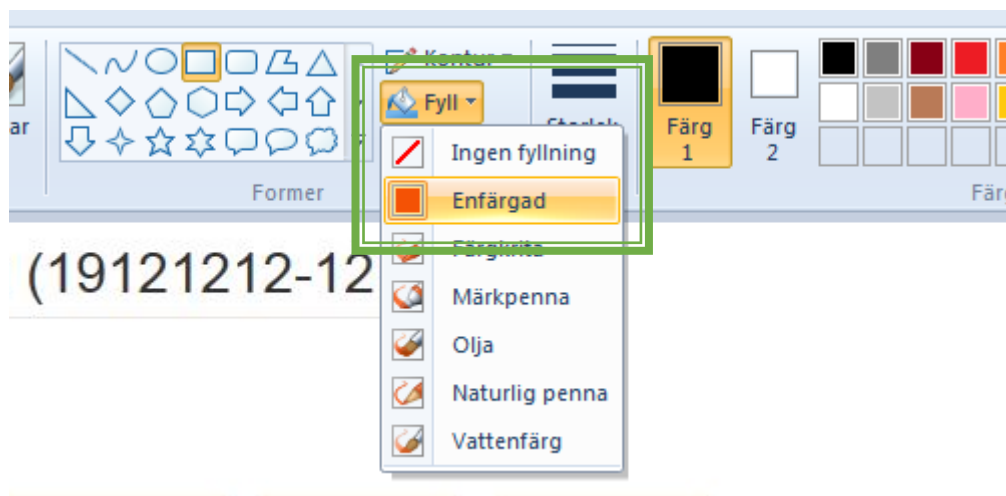 Kontur
Fyll
Storlek
ar
Färg
1
Färg
2
Former
Ingen fyllning
Enfärgad
Färgkrita
Märkpenna
Olja
Naturlig penna
Vattenfärg
(19121212-12